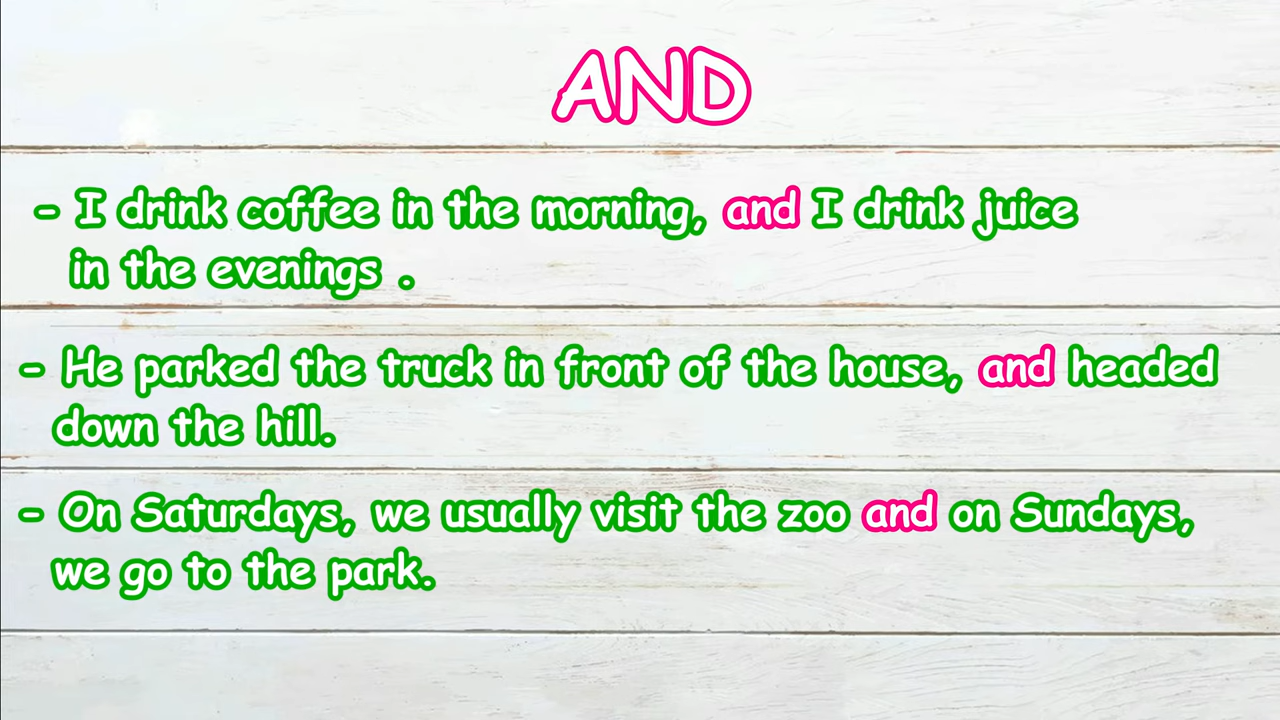 AND
- I drink coffee in the morning, and I drink juice
in the evenings .
- He parked the truck in front of the house, and headed
down the hill.
- On Saturdays, we usually visit the zoo and on Sundays,
we go to the park.